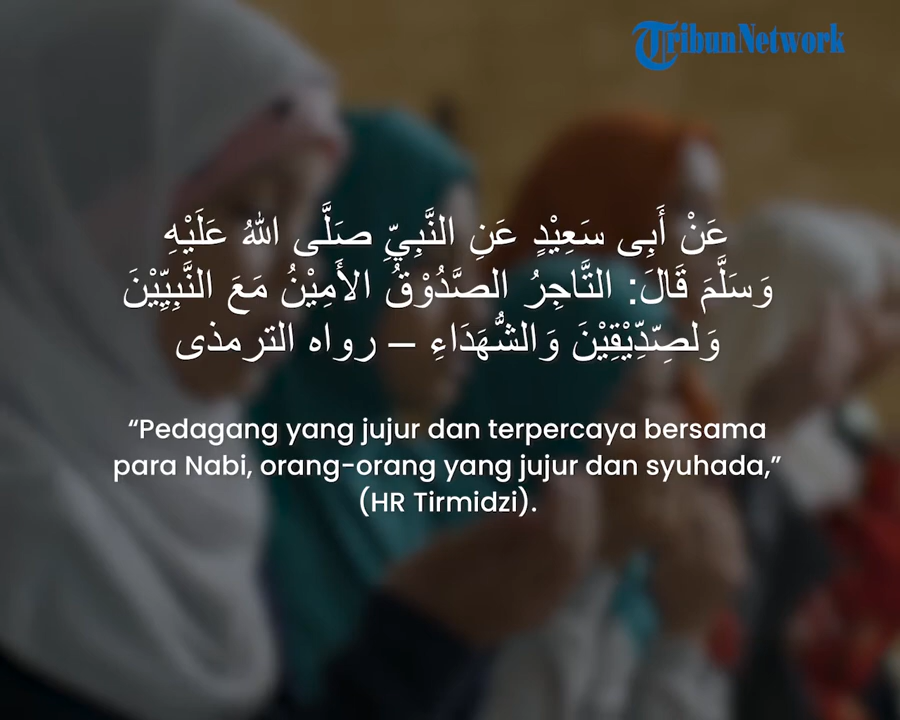 TribunNetwork
عَنْ أَبِى سَعِيْدٍ عَنِ النَّبِيِّ صَلَّى اللهُ عَلَيْهِ
وَسَلَّمَ قَالَ: التَّاجِرُ الصَّدُوْقُ الأَمِيْنُ مَعَ النَّبِيِّيْنَ
وَلصِّدِّيْقِيْنَ وَالشُّهَدَاءِ – رواه الترمذى
“Pedagang yang jujur dan terpercaya bersama
para Nabi, orang-orang yang jujur dan syuhada,”
(HR Tirmidzi).